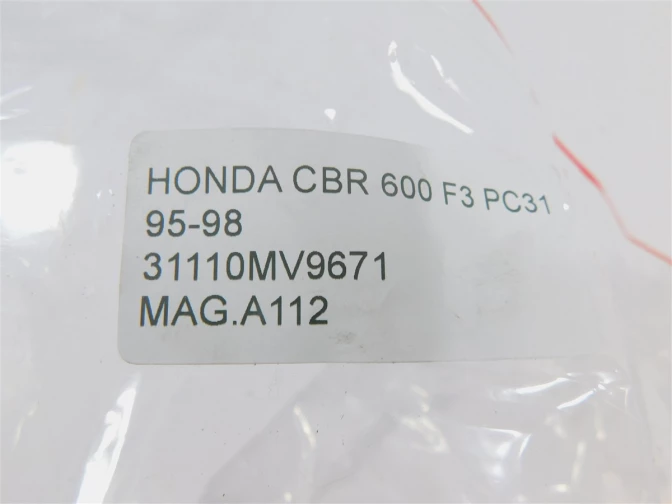 HONDA CBR 600 F3 PC31
95-98
31110MV9671
MAG.A112